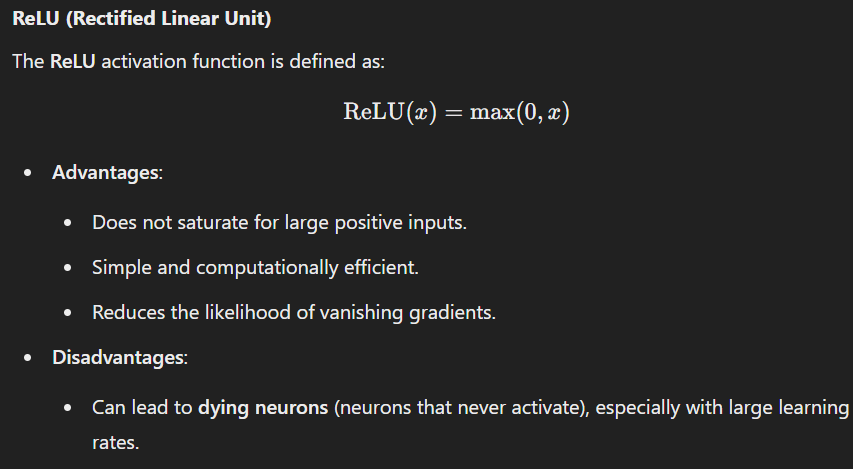 ReLU (Rectified Linear Unit)
The ReLU activation function is defined as:
ReLU(x) = max(0, x)
• Advantages:
• Does not saturate for large positive inputs.
• Simple and computationally efficient.
• Reduces the likelihood of vanishing gradients.
• Disadvantages:
• Can lead to dying neurons (neurons that never activate), especially with large learning
rates.